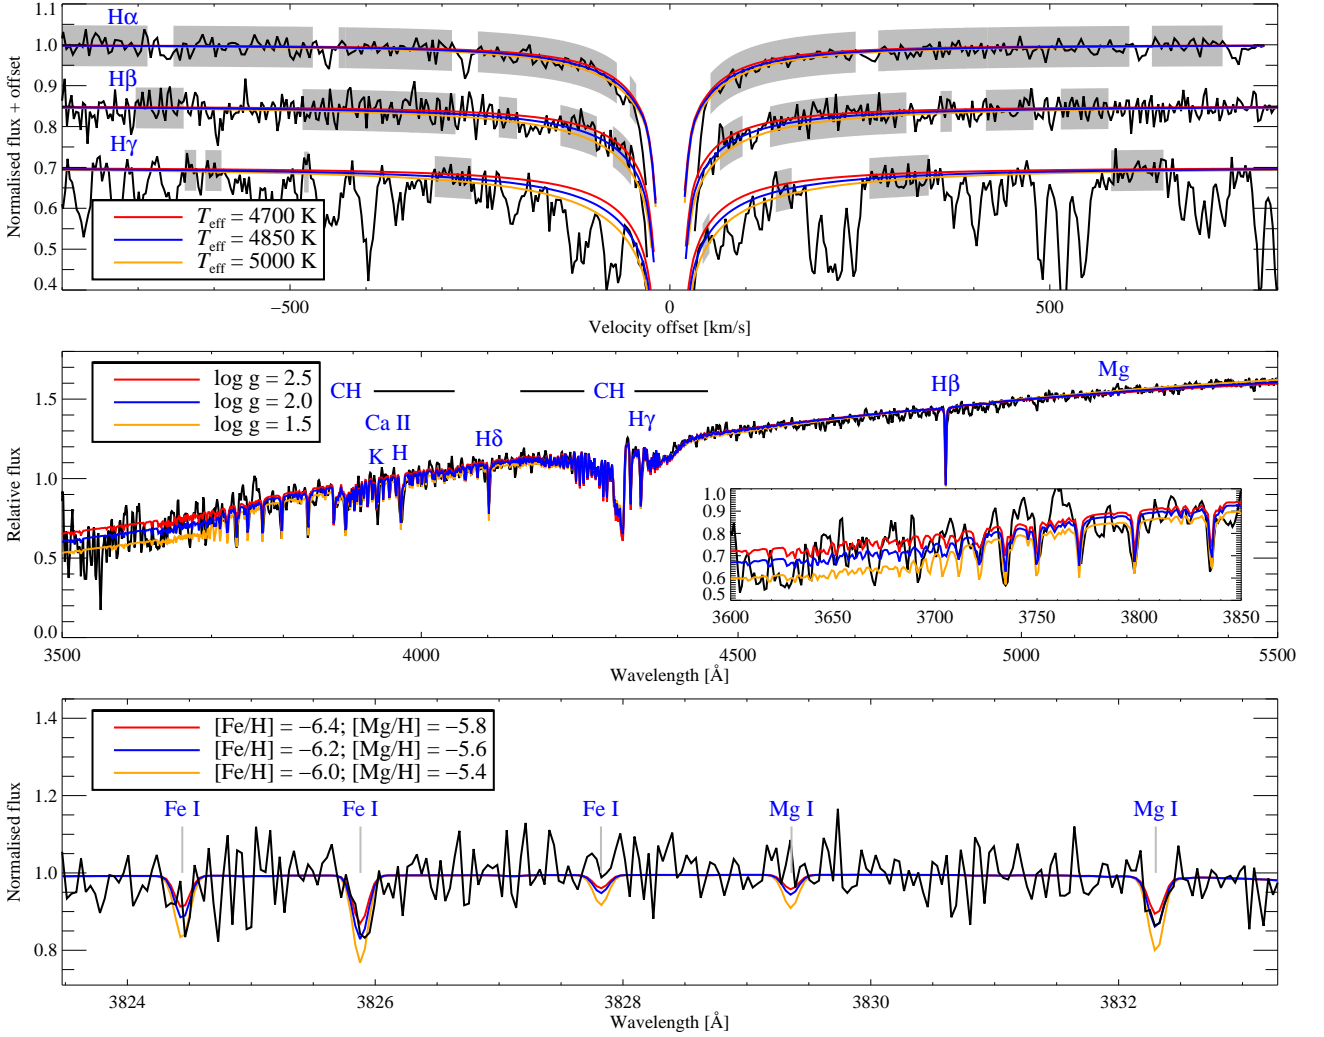 1.1
1.0
0.9
0.8
0.7
0.6
0.5
0.4
Normalised flux + offset
Hα
Hβ
Hγ
Teff = 4700 K
Teff = 4850 K
Teff = 5000 K
−500
0
500
Velocity offset [km/s]
1.5
1.0
0.5
0.0
Relative flux
log g = 2.5
log g = 2.0
log g = 1.5
CH
CH
Mg
Hβ
Ca II
Hγ
K
H
Hδ
1.0
0.9
0.8
0.7
0.6
0.5
3600
3650
3700
3750
3800
3850
3500
4000
4500
5000
5500
Wavelength [Å]
1.4
1.2
1.0
0.8
Normalised flux
[Fe/H] = −6.4; [Mg/H] = −5.8
[Fe/H] = −6.2; [Mg/H] = −5.6
[Fe/H] = −6.0; [Mg/H] = −5.4
Fe I
Fe I
Fe I
Mg I
Mg I
3824
3826
3828
3830
3832
Wavelength [Å]